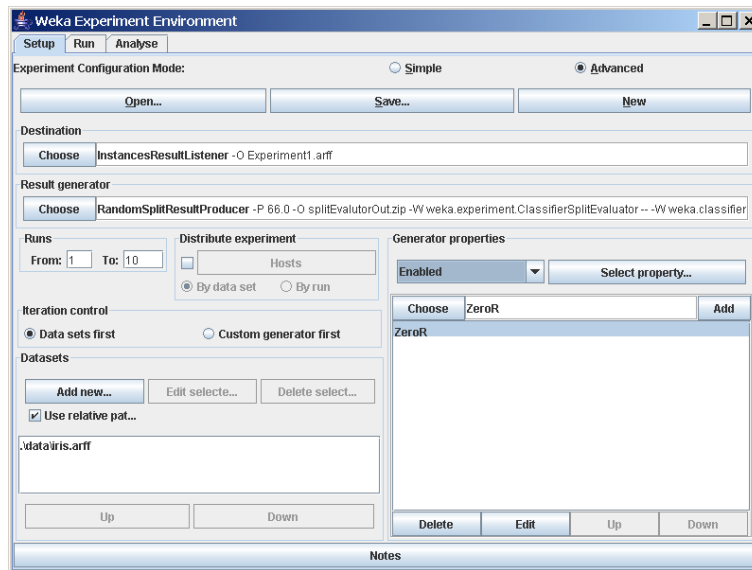 Weka Experiment Environment
Setup Run Analyse
Experiment Configuration Mode: Simple Advanced
Open... Save... New
Destination
Choose InstancesResultListener -O Experiment1.arff
Result generator
Choose RandomSplitResultProducer -P 66.0 -O splitEvalutorOut.zip -W weka.experiment.ClassifierSplitEvaluator -- -W weka.classifier
Runs Distribute experiment Generator properties
From: 1 To: 10 Hosts Enabled Select property...
By data set By run
Iteration control Choose ZeroR Add
Data sets first Custom generator first ZeroR
Datasets
Add new... Edit selecte... Delete select...
Use relative pat...
.\data\iris.arff
Up Down Delete Edit Up Down
Notes